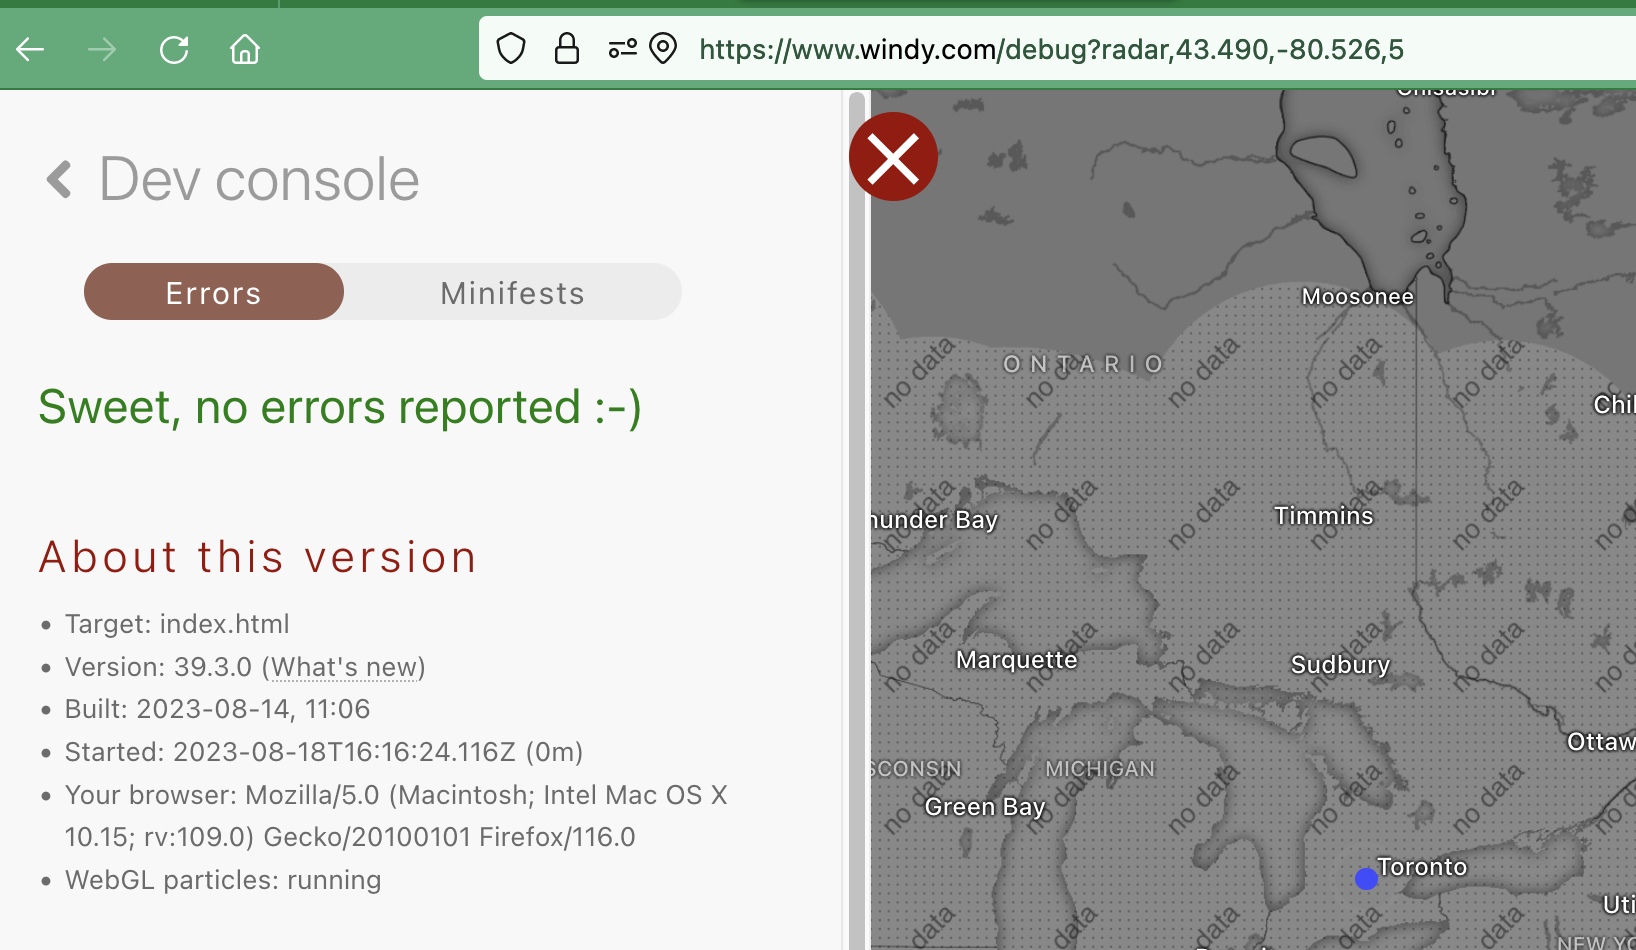 https://www.windy.com/debug?radar,43.490,-80.526,5
Dev console
Errors
Minifests
Sweet, no errors reported :-)
About this version
Target: index.html
Version: 39.3.0 (What's new)
Built: 2023-08-14, 11:06
Started: 2023-08-18T16:16:24.116Z (0m)
Your browser: Mozilla/5.0 (Macintosh; Intel Mac OS X
10.15; rv:109.0) Gecko/20100101 Firefox/116.0
WebGL particles: running
Chisasibi
Moosonee
no data no data no data no data no data
ONTARIO
Chi
no data no data no data no data no data no da
hunder Bay
Timmins
no data no data no data no data no data no da
Marquette
Sudbury
Ottaw
SCONSIN
MICHIGAN
no data no data no data no data no data no da
Green Bay
Toronto
Uti
data data data data data
NEW YO